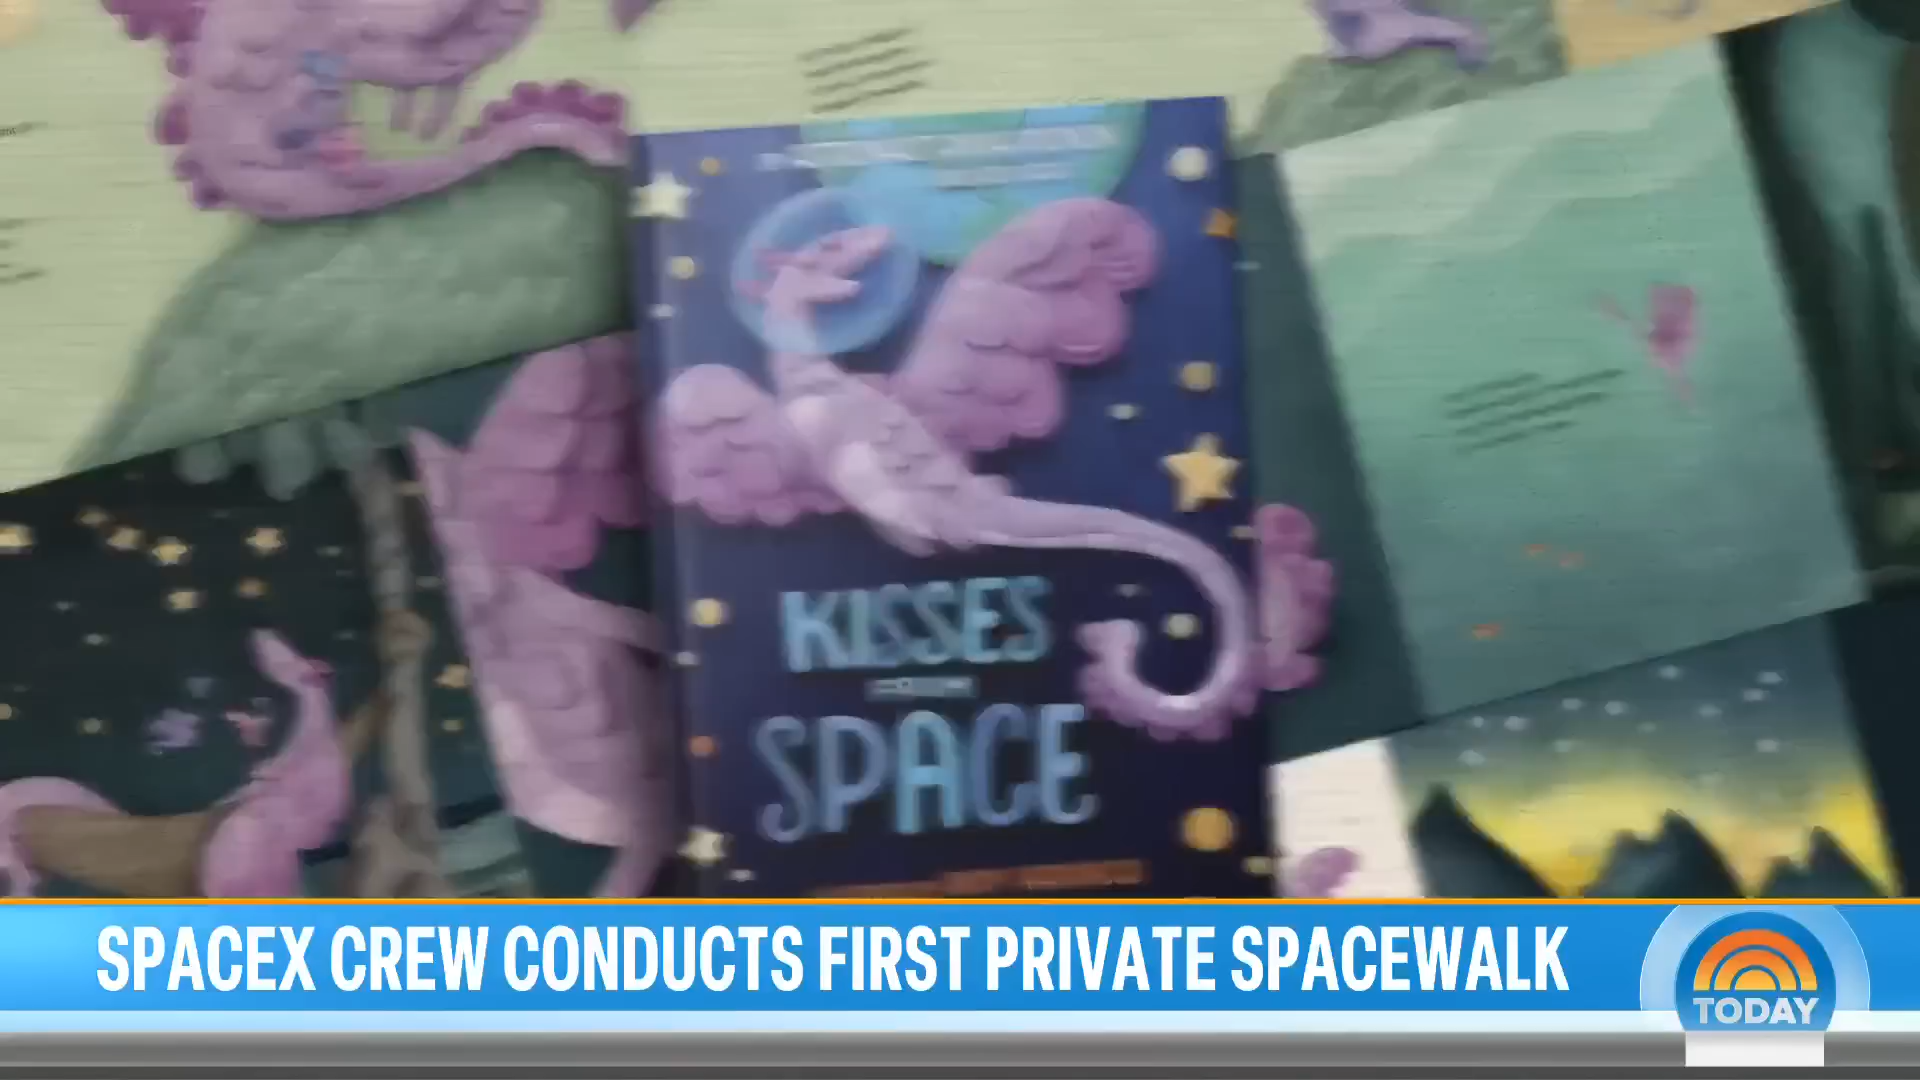 KISSES
SPACE
SPACEX CREW CONDUCTS FIRST PRIVATE SPACEWALK
TODAY